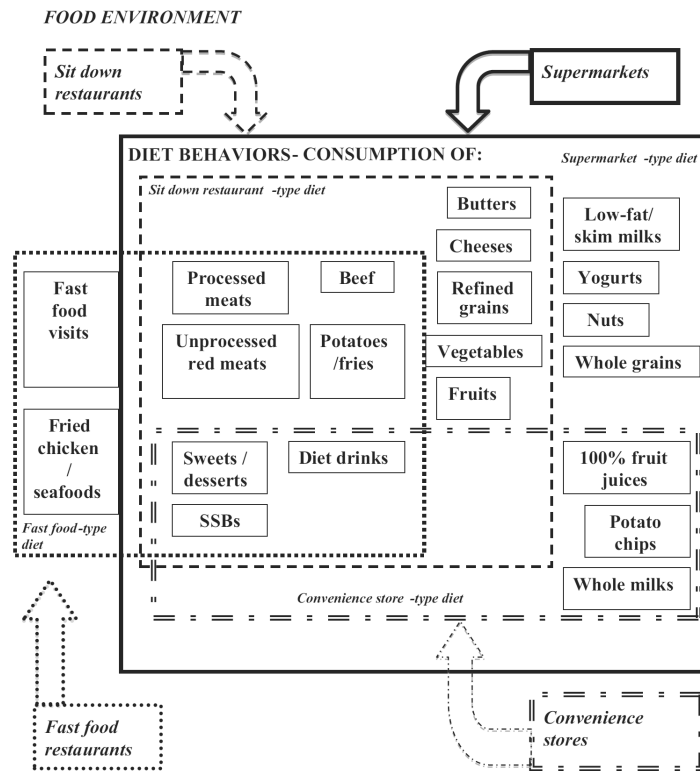 FOOD ENVIRONMENT
Sit down
restaurants
Supermarkets
DIET BEHAVIORS- CONSUMPTION OF:
Supermarket -type diet
Sit down restaurant -type diet
Butters
Low-fat/
skim milks
Cheeses
Fast
food
visits
Processed
meats
Beef
Refined
grains
Yogurts
Nuts
Unprocessed
red meats
Potatoes
/fries
Vegetables
Whole grains
Fruits
Fried
chicken
/
seafoods
Sweets /
desserts
Diet drinks
100% fruit
juices
SSBs
Potato
chips
Fast food-type
diet
Whole milks
Convenience store -type diet
Fast food
restaurants
Convenience
stores